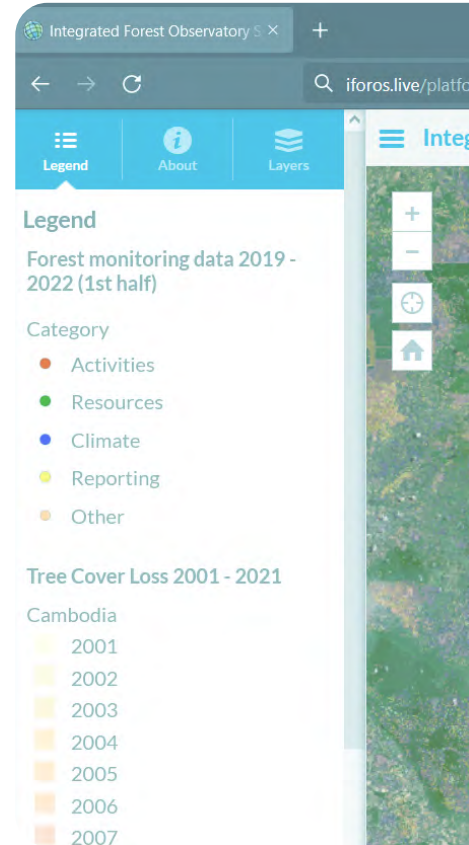 Integrated Forest Observatory S
iforos.live/platfo
Legend
About
Layers
Integ
Legend
Forest monitoring data 2019 -
2022 (1st half)
Category
Activities
Resources
Climate
Reporting
Other
Tree Cover Loss 2001 - 2021
Cambodia
2001
2002
2003
2004
2005
2006
2007